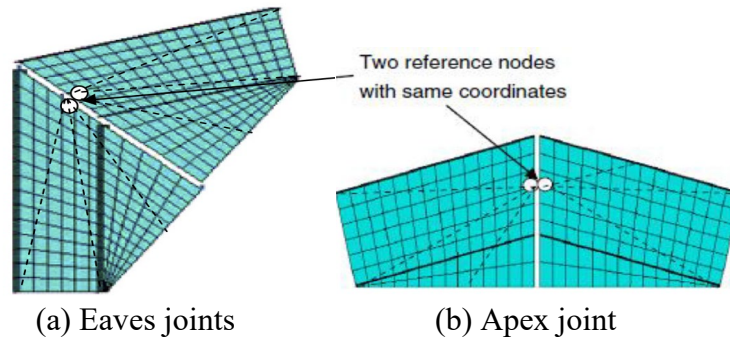 Two reference nodes
with same coordinates
(a) Eaves joints
(b) Apex joint